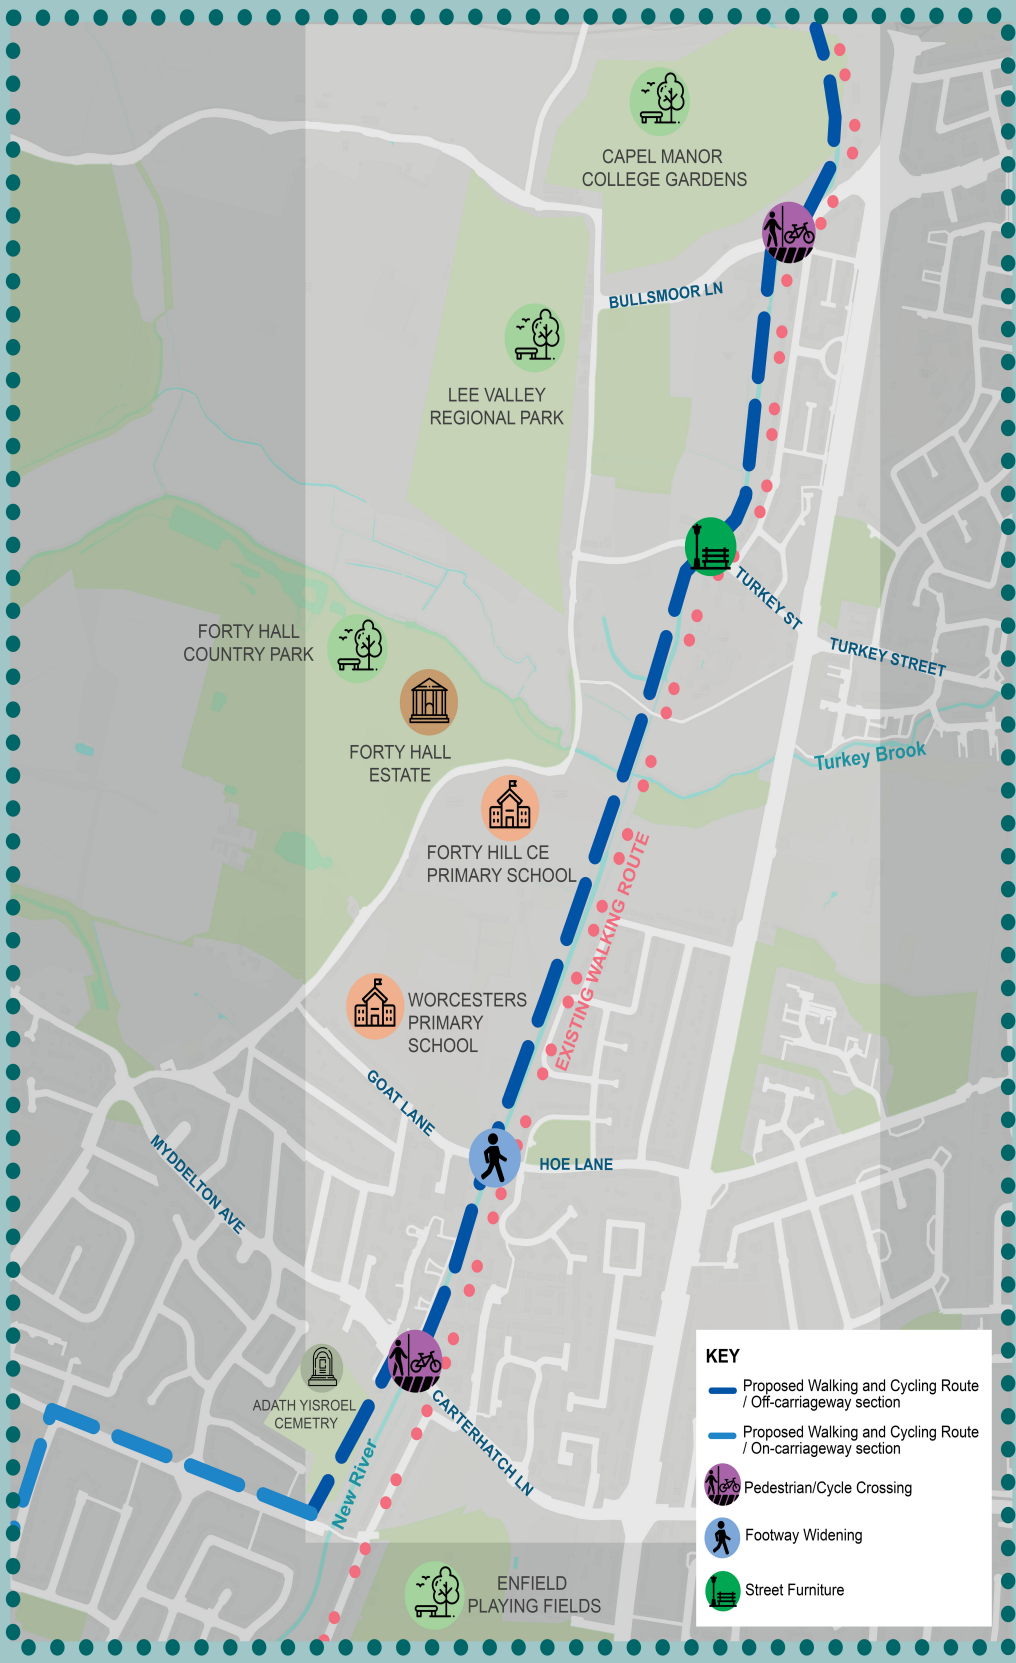 CAPEL MANOR
COLLEGE GARDENS
BULLSMOOR LN
LEE VALLEY
REGIONAL PARK
TURKEY ST
TURKEY STREET
FORTY HALL
COUNTRY PARK
FORTY HALL
ESTATE
Turkey Brook
FORTY HILL CE
PRIMARY SCHOOL
EXISTING WALKING ROUTE
WORCESTERS
PRIMARY
SCHOOL
GOAT LANE
HOE LANE
MYDDELTON AVE
ADATH YISROEL
CEMETRY
CARTERHATCH LN
New River
ENFIELD
PLAYING FIELDS
KEY
Proposed Walking and Cycling Route
/ Off-carriageway section
Proposed Walking and Cycling Route
/ On-carriageway section
Pedestrian/Cycle Crossing
Footway Widening
Street Furniture